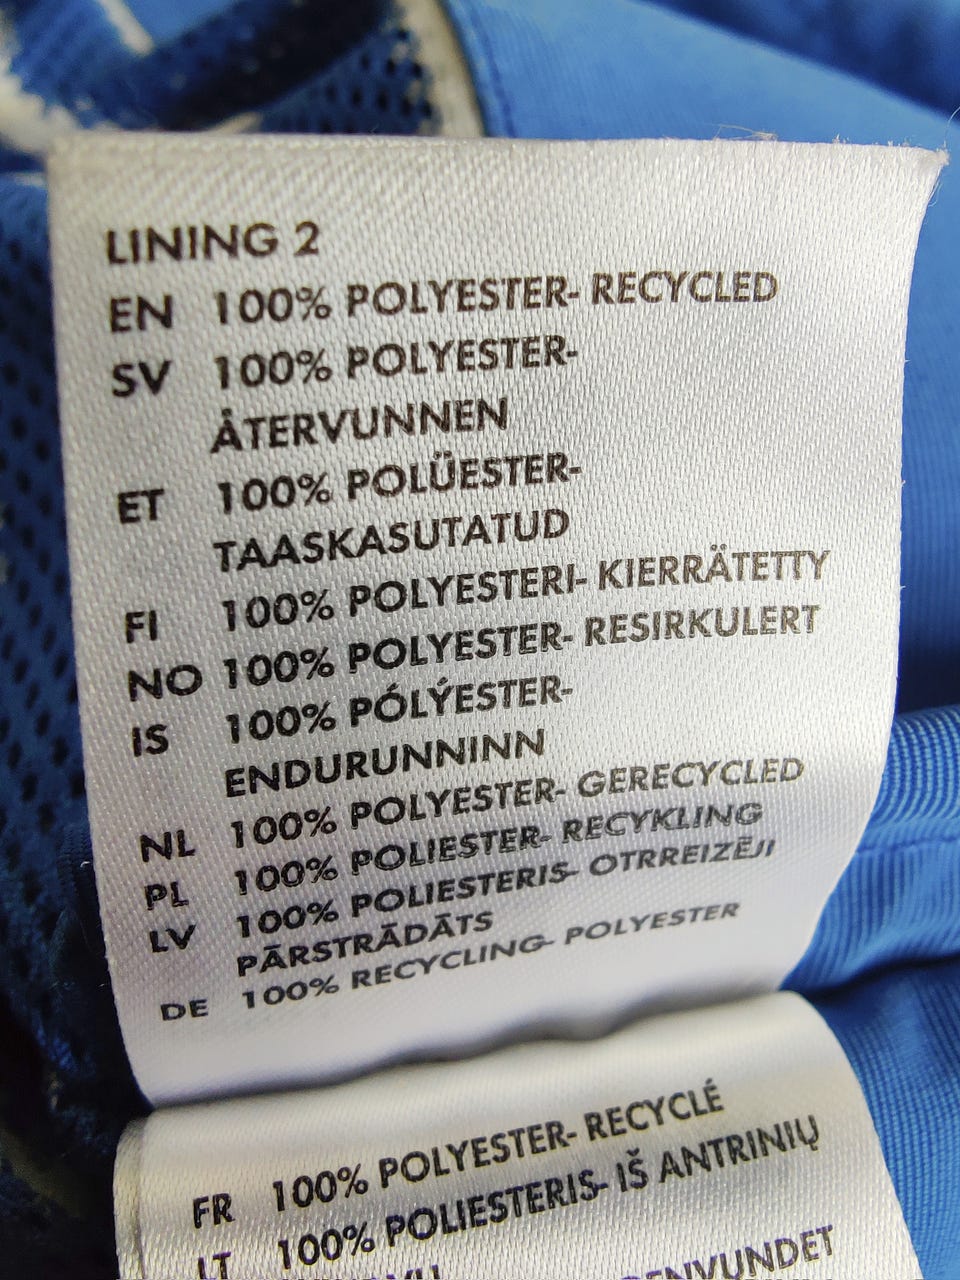 LINING 2
EN 100% POLYESTER- RECYCLED
SV 100% POLYESTER-
ÅTERVUNNEN
ET 100% POLÜESTER-
TAASKASUTATUD
FI 100% POLYESTERI- KIERRÄTETTY
NO 100% POLYESTER- RESIRKULERT
IS 100% PÓLÝESTER-
ENDURUNNINN
NL 100% POLYESTER- GERECYCLED
PL 100% POLIESTER- RECYKLING
LV 100% POLIESTERIS- OTRREIZĒJI
PĀRSTRĀDĀTS
DE 100% RECYCLING- POLYESTER
FR 100% POLYESTER- RECYCLÉ
LT 100% POLIESTERIS- IŠ ANTRINIŲ